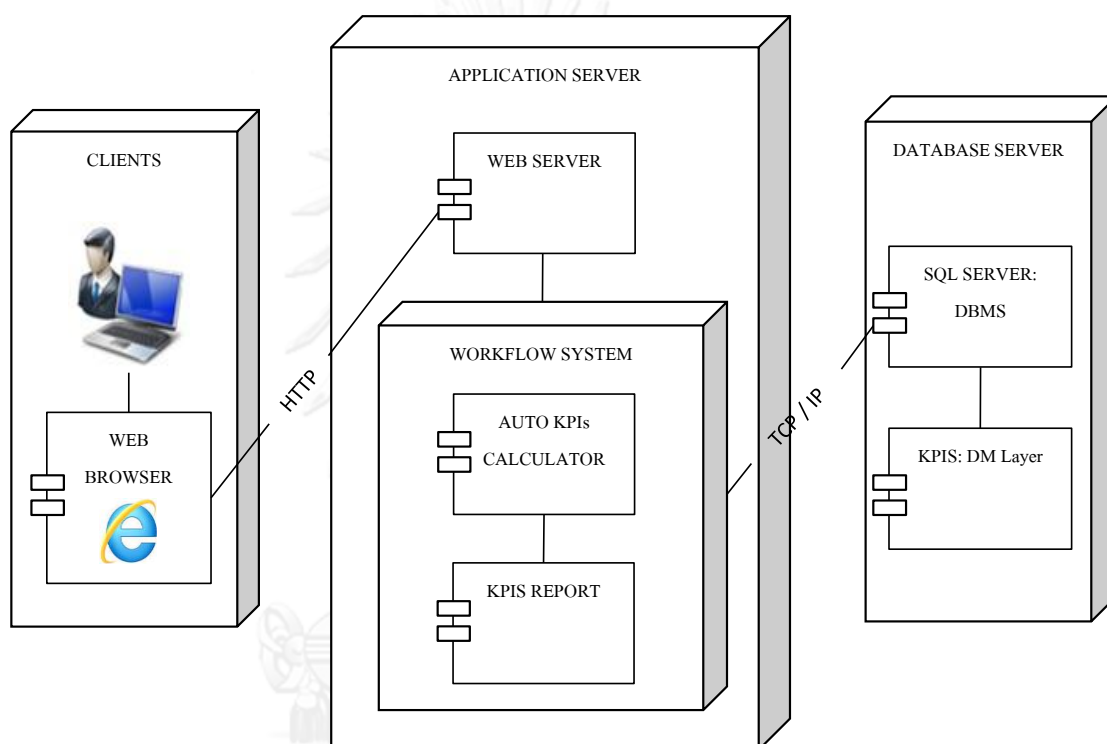 CLIENTS
WEB
BROWSER
HTTP
APPLICATION SERVER
WEB SERVER
WORKFLOW SYSTEM
AUTO KPIs
CALCULATOR
KPIS REPORT
TCP / IP
DATABASE SERVER
SQL SERVER:
DBMS
KPIS: DM Layer